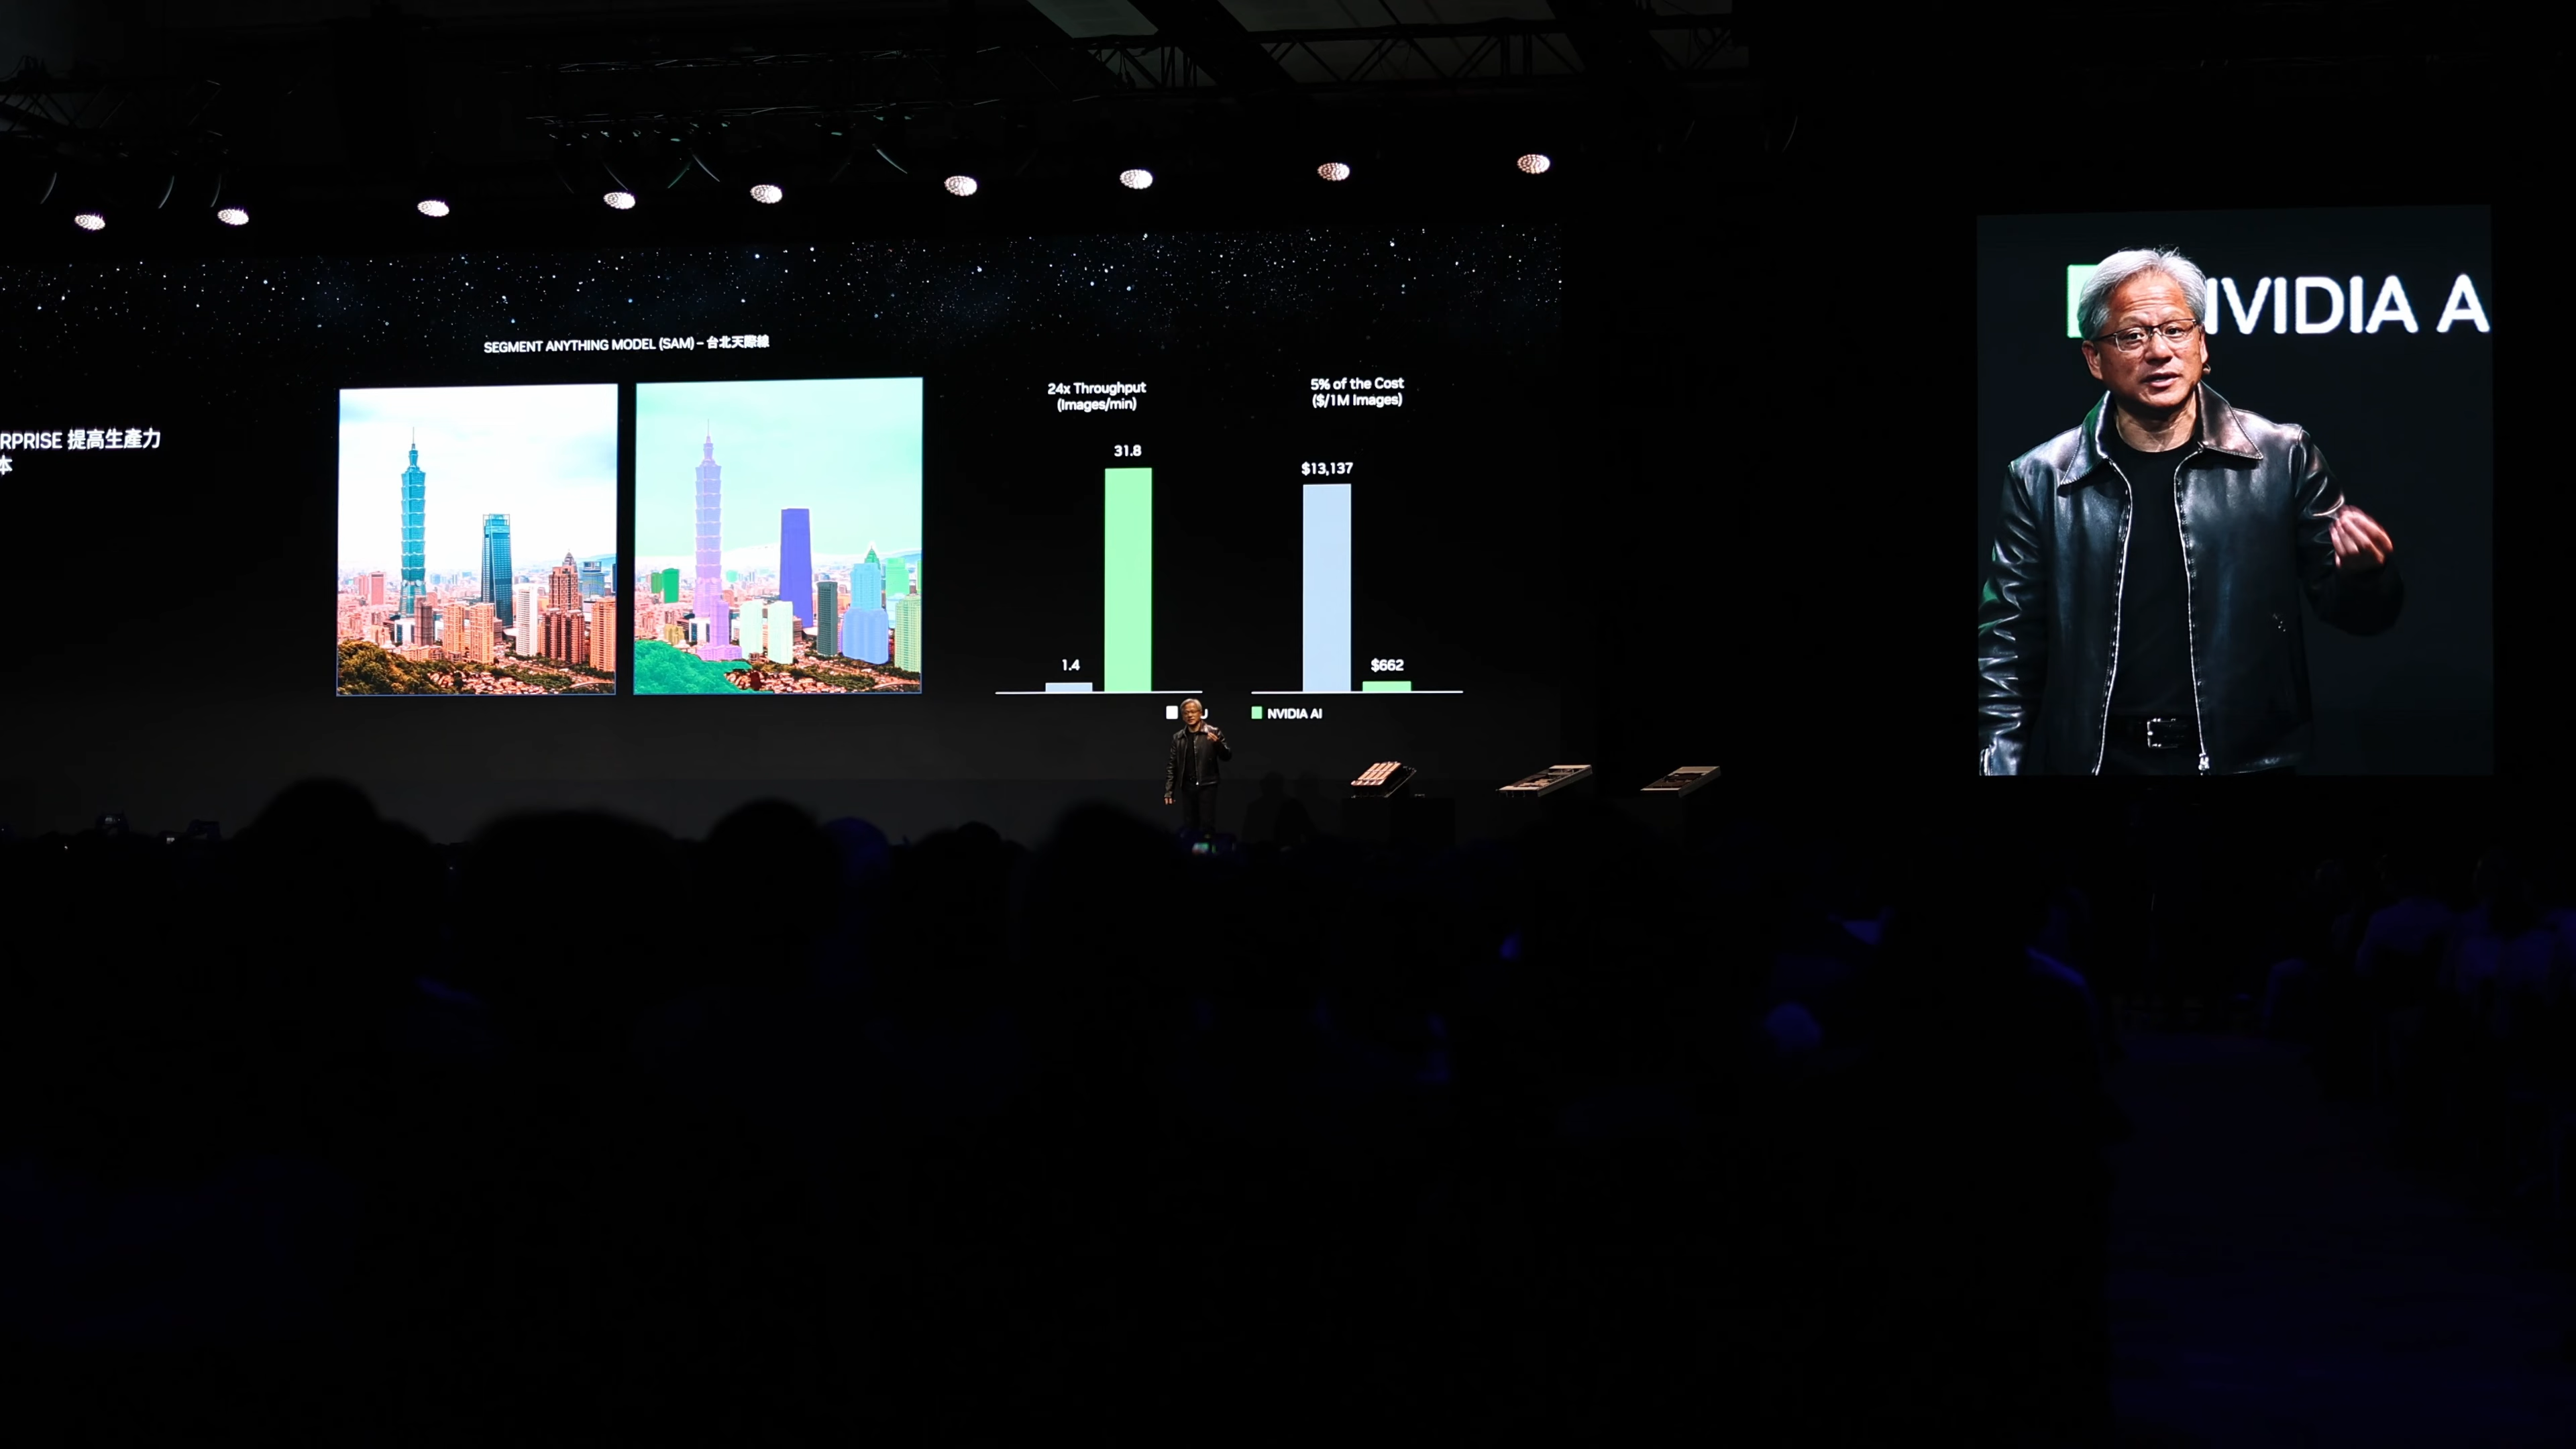 SEGMENT ANYTHING MODEL (SAM) – 台北天際線
RPRISE 提高生產力
本
24x Throughput
(Images/min)
31.8
1.4
5% of the Cost
($/1M Images)
$13,137
$662
NVIDIA AI
NVIDIA A